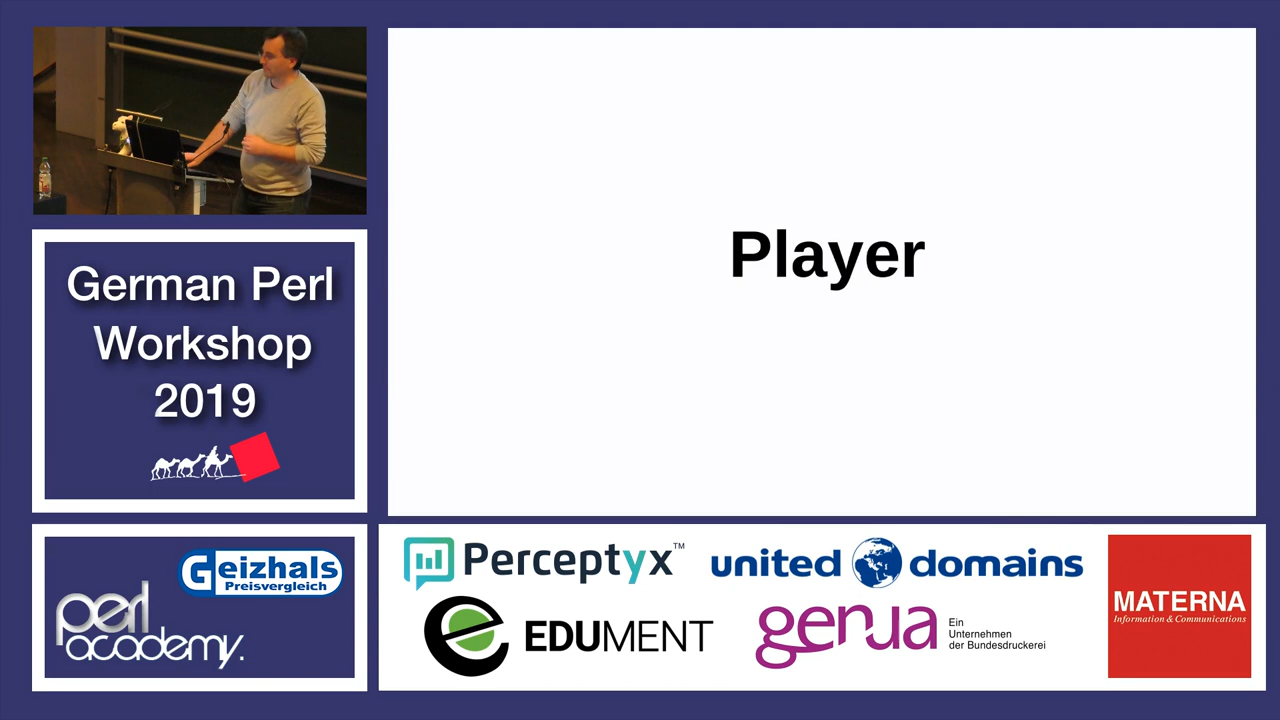 Player
German Perl
Workshop
2019
Geizhals
Preisvergleich
perl
academy.
Perceptyx™
united domains
EDUMENT
genua
Ein
Unternehmen
der Bundesdruckerei
MATERNA
Information & Communications